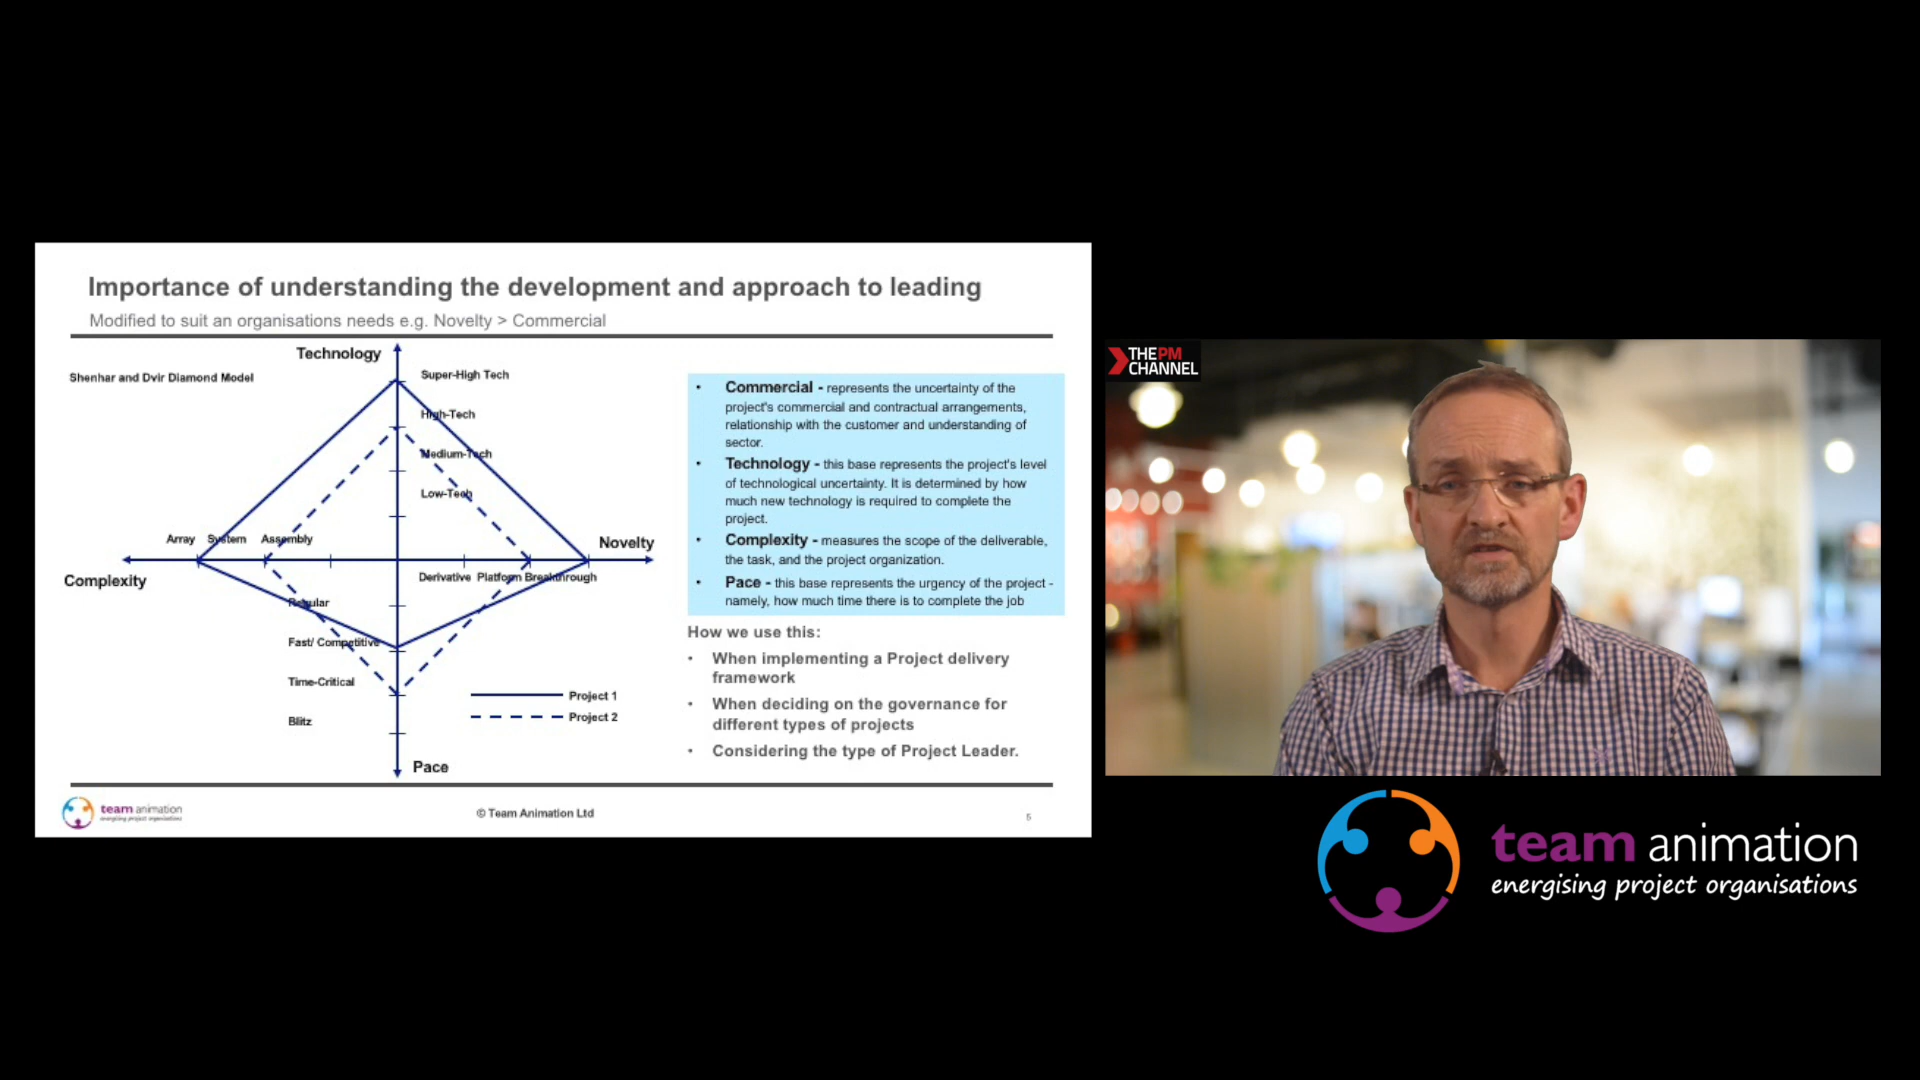 Importance of understanding the development and approach to leading
Modified to suit an organisations needs e.g. Novelty > Commercial
Technology
Shenhar and Dvir Diamond Model
Super-High Tech
High-Tech
Medium-Tech
Low-Tech
Array System Assembly
Novelty
Complexity
Derivative Platform Breakthrough
Regular
Fast/ Competitive
Time-Critical
Blitz
Project 1
Project 2
Pace
• Commercial - represents the uncertainty of the
project's commercial and contractual arrangements,
relationship with the customer and understanding of
sector.
• Technology - this base represents the project's level
of technological uncertainty. It is determined by how
much new technology is required to complete the
project.
• Complexity - measures the scope of the deliverable,
the task, and the project organization.
• Pace - this base represents the urgency of the project -
namely, how much time there is to complete the job
How we use this:
• When implementing a Project delivery
framework
• When deciding on the governance for
different types of projects
• Considering the type of Project Leader.
team animation
energising project organisations
© Team Animation Ltd
5
THEPM
CHANNEL
team animation
energising project organisations